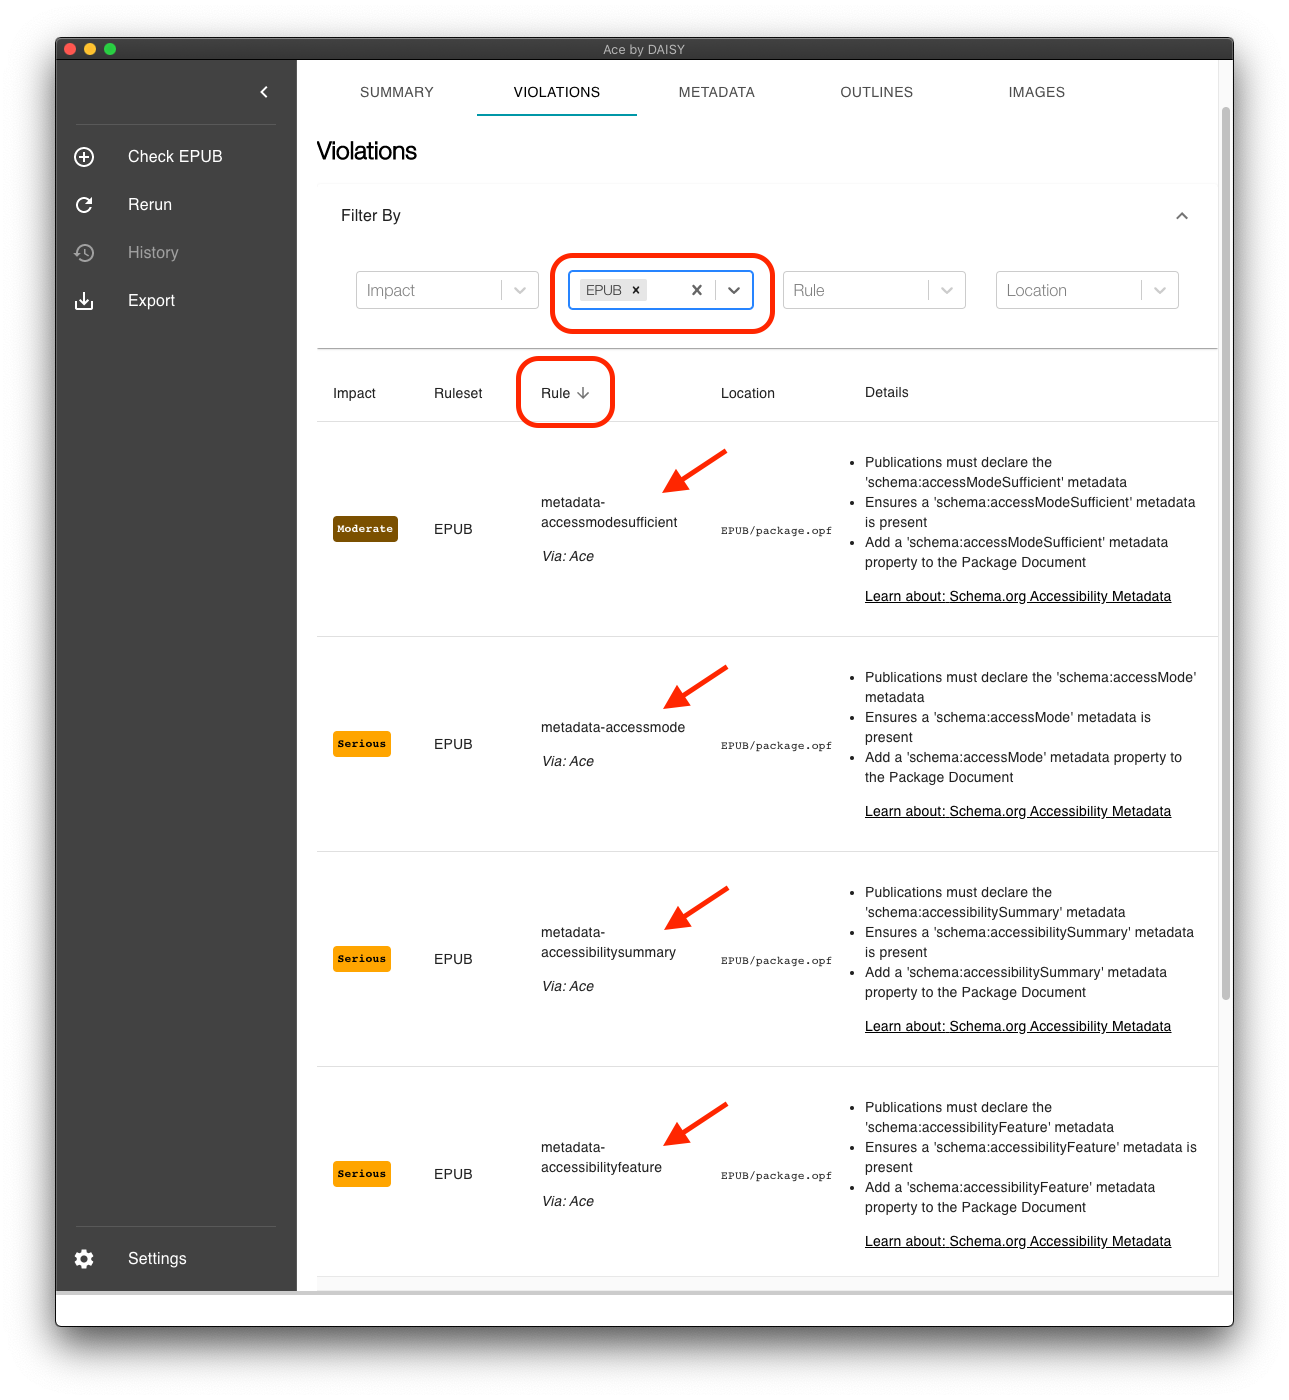 Ace by DAISY
Check EPUB
Rerun
History
Export
Settings
SUMMARY VIOLATIONS METADATA OUTLINES IMAGES
Violations
Filter By
Impact EPUB Rule Location
Impact Ruleset Rule Location Details
Moderate
EPUB
metadata-
accessmodesufficient
Via: Ace
EPUB/package.opf
• Publications must declare the
'schema:accessModeSufficient' metadata
• Ensures a 'schema:accessModeSufficient' metadata
is present
• Add a 'schema:accessModeSufficient' metadata
property to the Package Document
Learn about: Schema.org Accessibility Metadata
Serious
EPUB
metadata-accessmode
Via: Ace
EPUB/package.opf
• Publications must declare the 'schema:accessMode'
metadata
• Ensures a 'schema:accessMode' metadata is
present
• Add a 'schema:accessMode' metadata property to
the Package Document
Learn about: Schema.org Accessibility Metadata
Serious
EPUB
metadata-
accessibilitysummary
Via: Ace
EPUB/package.opf
• Publications must declare the
'schema:accessibilitySummary' metadata
• Ensures a 'schema:accessibilitySummary' metadata
is present
• Add a 'schema:accessibilitySummary' metadata
property to the Package Document
Learn about: Schema.org Accessibility Metadata
Serious
EPUB
metadata-
accessibilityfeature
Via: Ace
EPUB/package.opf
• Publications must declare the
'schema:accessibilityFeature' metadata
• Ensures a 'schema:accessibilityFeature' metadata is
present
• Add a 'schema:accessibilityFeature' metadata
property to the Package Document
Learn about: Schema.org Accessibility Metadata